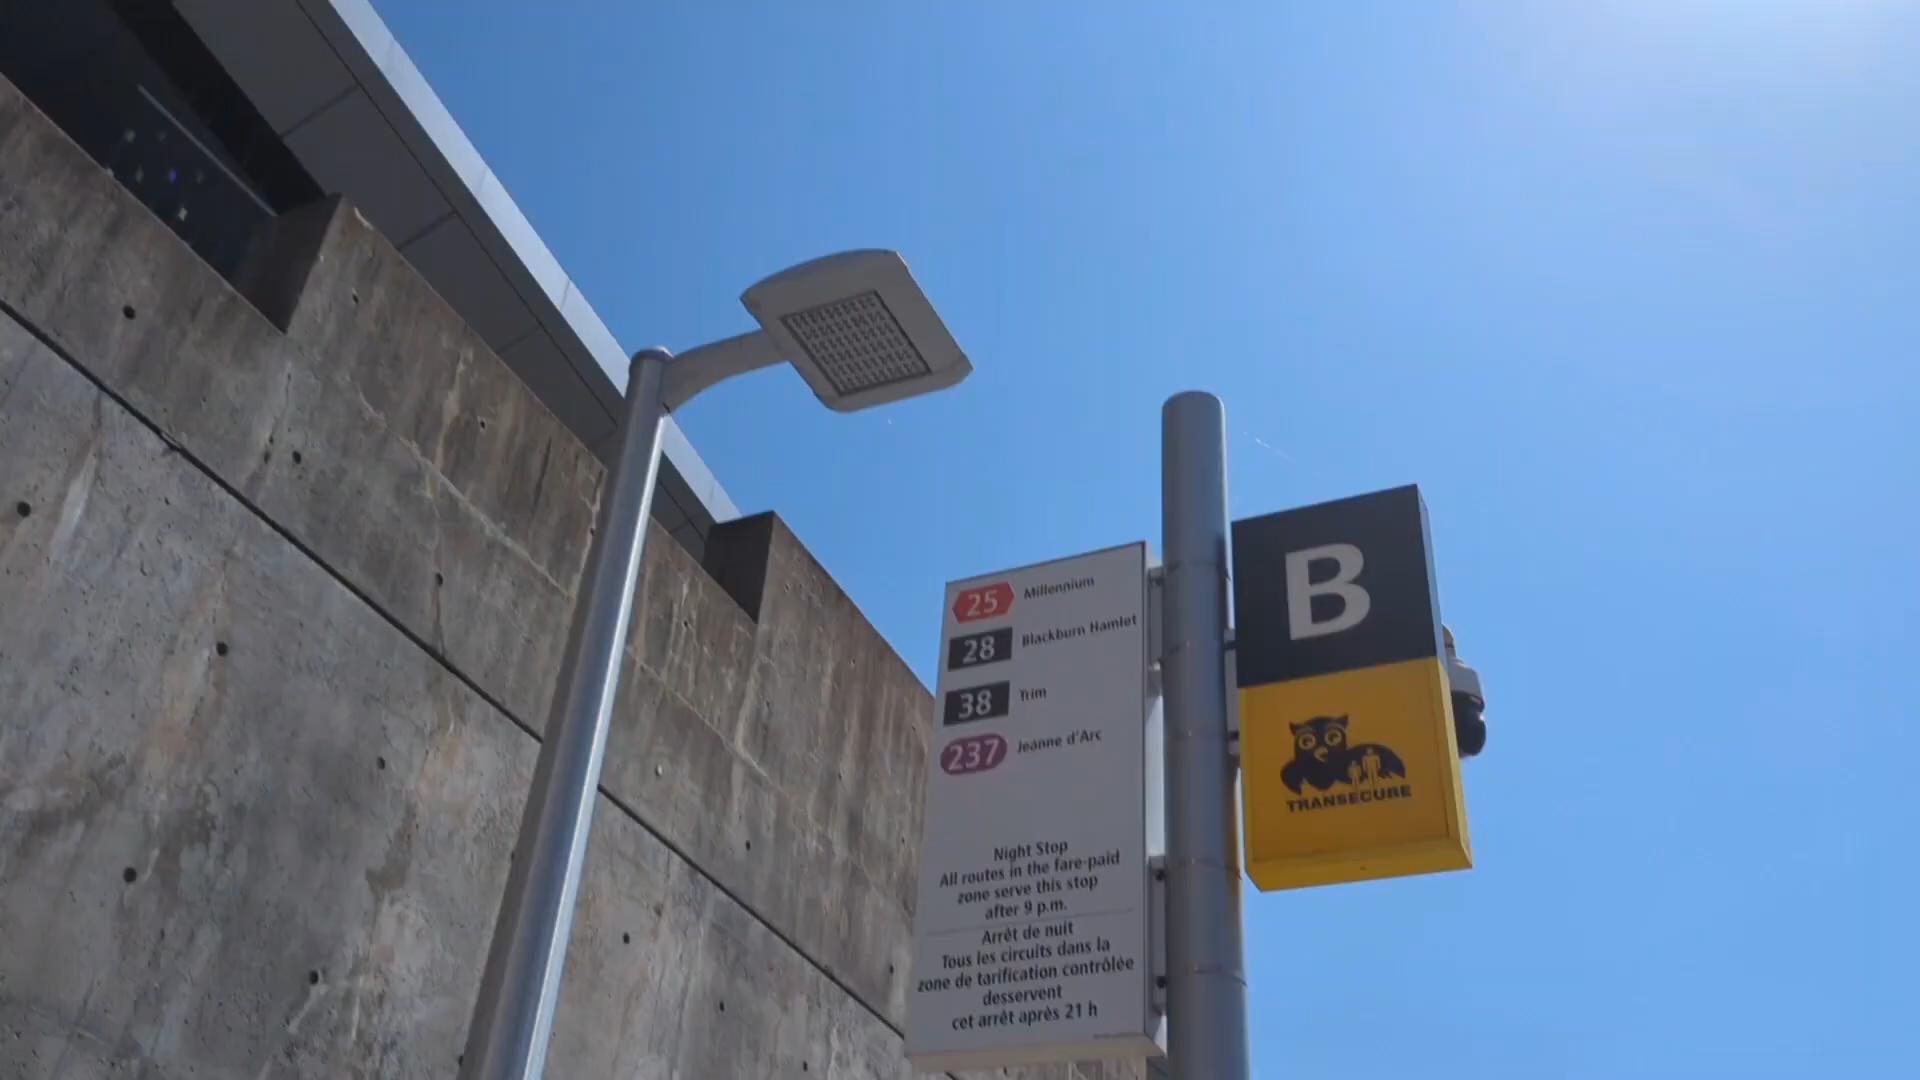 25 Millennium
28 Blackburn Hamlet
38 Trim
237 Jeanne d'Arc
Night Stop
All routes in the fare-paid
zone serve this stop
after 9 p.m.
Arrêt de nuit
Tous les circuits dans la
zone de tarification contrôlée
desservent
cet arrêt après 21 h
B
TRANSECURE